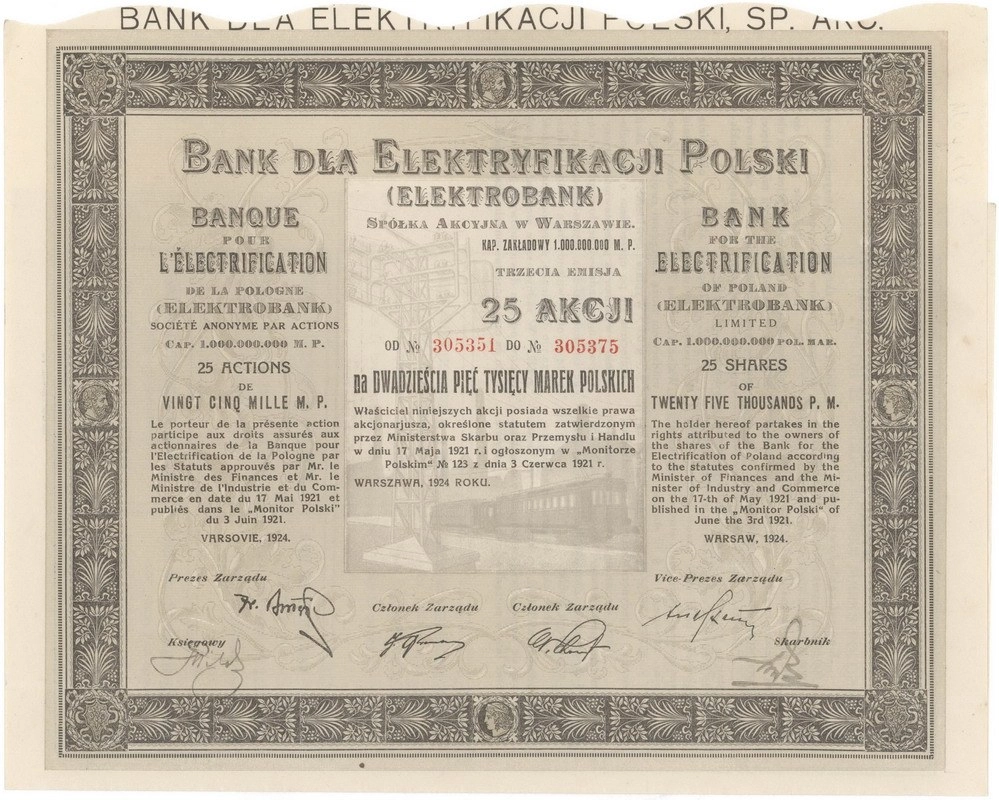 BANK DLA ELEKTRYFIKACJI POLSKI, SP. AKC.
BANK DLA ELEKTRYFIKACJI POLSKI
(ELEKTROBANK)
SPÓŁKA AKCYJNA W WARSZAWIE.
KAP. ZAKŁADOWY 1.000.000.000 M. P.
TRZECIA EMISJA
25 AKCJI
OD № 305351 DO № 305375
na DWADZIEŚCIA PIĘĆ TYSIĘCY MAREK POLSKICH
Właściciel niniejszych akcji posiada wszelkie prawa
akcjonarjusza, określone statutem zatwierdzonym
przez Ministerstwa Skarbu oraz Przemysłu i Handlu
w dniu 17 Maja 1921 r. i ogłoszonym w „Monitorze
Polskim" № 123 z dnia 3 Czerwca 1921 r.
WARSZAWA, 1924 ROKU.
BANQUE
POUR
L'ÉLECTRIFICATION
DE LA POLOGNE
(ELEKTROBANK)
SOCIÉTÉ ANONYME PAR ACTIONS
CAP. 1.000.000.000 M. P.
25 ACTIONS
DE
VINGT CINQ MILLE M. P.
Le porteur de la présente action
participe aux droits assurés aux
actionnaires de la Banque pour
l'Electrification de la Pologne par
les Statuts approuvés par Mr. le
Ministre des Finances et Mr. le
Ministre de l'Industrie et du Com-
merce en date du 17 Mai 1921 et
publiés dans le „Monitor Polski"
du 3 Juin 1921.
VARSOVIE, 1924.
BANK
FOR THE
ELECTRIFICATION
OF POLAND
(ELEKTROBANK)
LIMITED
CAP. 1.000.000.000 POL. MAR.
25 SHARES
OF
TWENTY FIVE THOUSANDS P. M.
The holder hereof partakes in the
rights attributed to the owners of
the shares of the Bank for the
Electrification of Poland according
to the statutes confirmed by the
Minister of Finances and the Mi-
nister of Industry and Commerce
on the 17-th of May 1921 and pu-
blished in the „Monitor Polski" of
June the 3rd 1921.
WARSAW, 1924.
Prezes Zarządu
Vice-Prezes Zarządu
Członek Zarządu
Członek Zarządu
Księgowy
Skarbnik